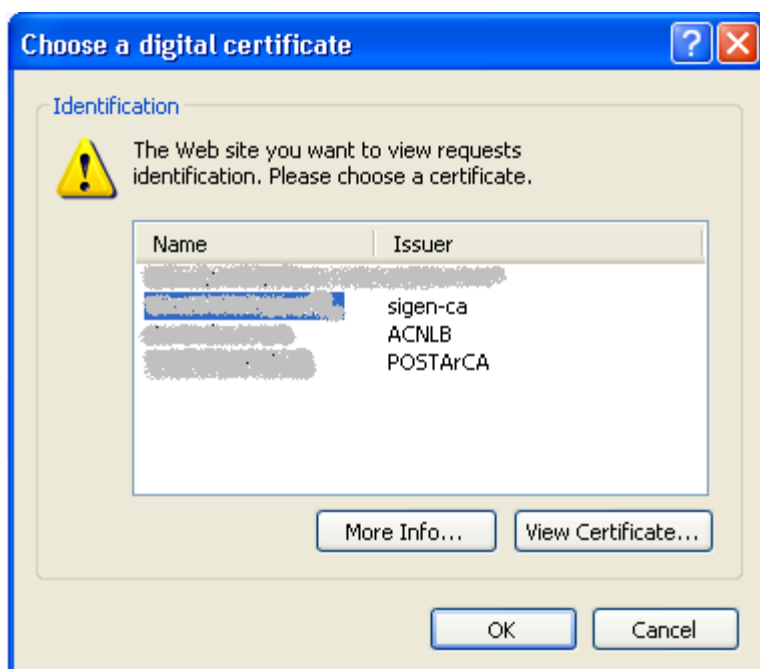 Choose a digital certificate
Identification
The Web site you want to view requests
identification. Please choose a certificate.
Name Issuer
sigen-ca
ACNLB
POSTArCA
More Info... View Certificate...
OK Cancel